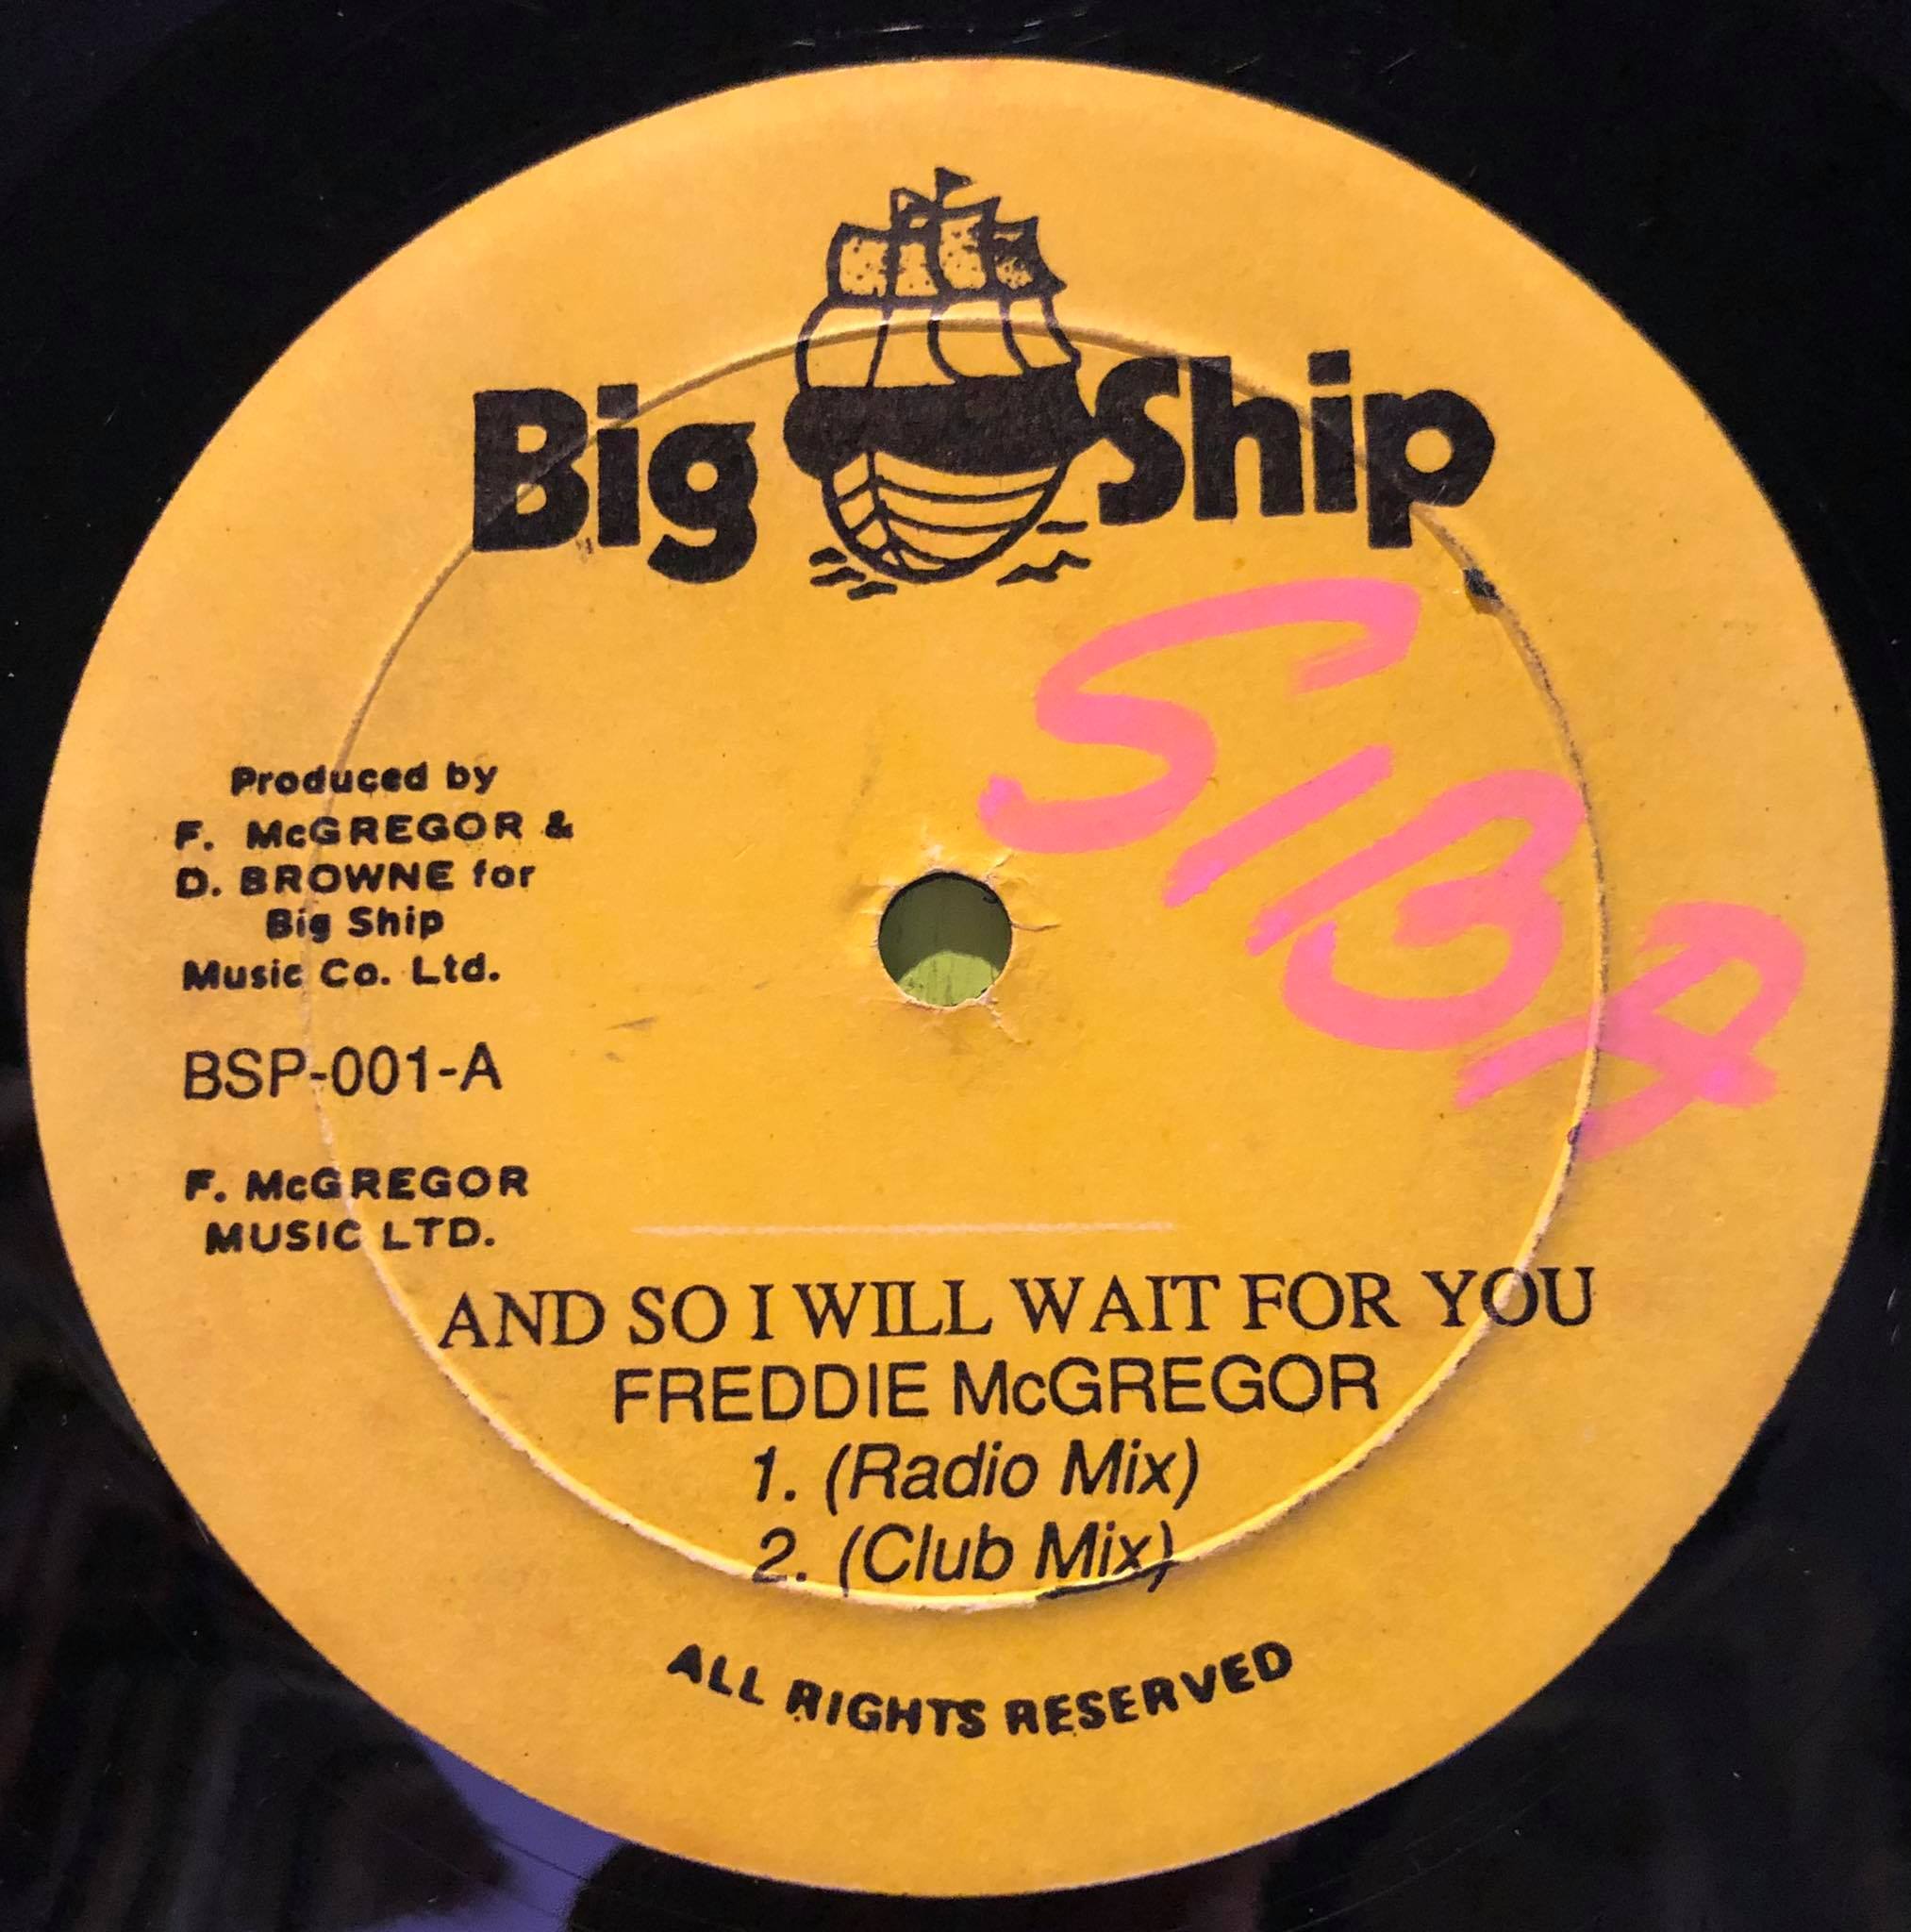 Big Ship
SIBA
Produced by
F. McGREGOR &
D. BROWNE for
Big Ship
Music Co. Ltd.
BSP-001-A
F. McGREGOR
MUSIC LTD.
AND SO I WILL WAIT FOR YOU
FREDDIE McGREGOR
1. (Radio Mix)
2. (Club Mix)
ALL RIGHTS RESERVED